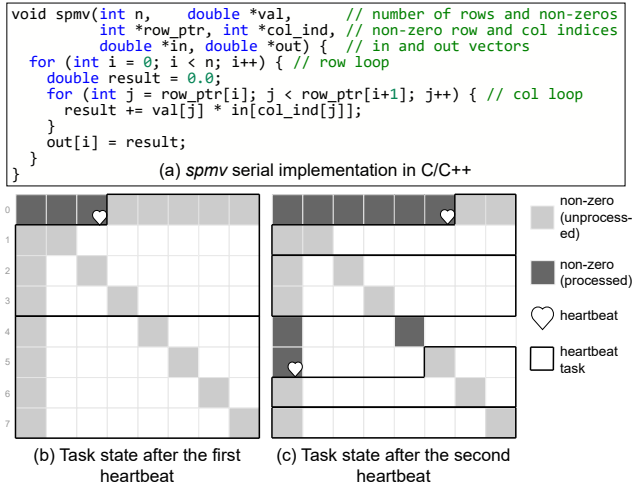 void spmv(int n,    double *val,      // number of rows and non-zeros
          int *row_ptr, int *col_ind, // non-zero row and col indices
          double *in, double *out) {  // in and out vectors
  for (int i = 0; i < n; i++) { // row loop
    double result = 0.0;
    for (int j = row_ptr[i]; j < row_ptr[i+1]; j++) { // col loop
      result += val[j] * in[col_ind[j]];
    }
    out[i] = result;
  }
}
(a) spmv serial implementation in C/C++
0
1
2
3
4
5
6
7
non-zero
(unprocess-
ed)
non-zero
(processed)
heartbeat
heartbeat
task
(b) Task state after the first
heartbeat
(c) Task state after the second
heartbeat